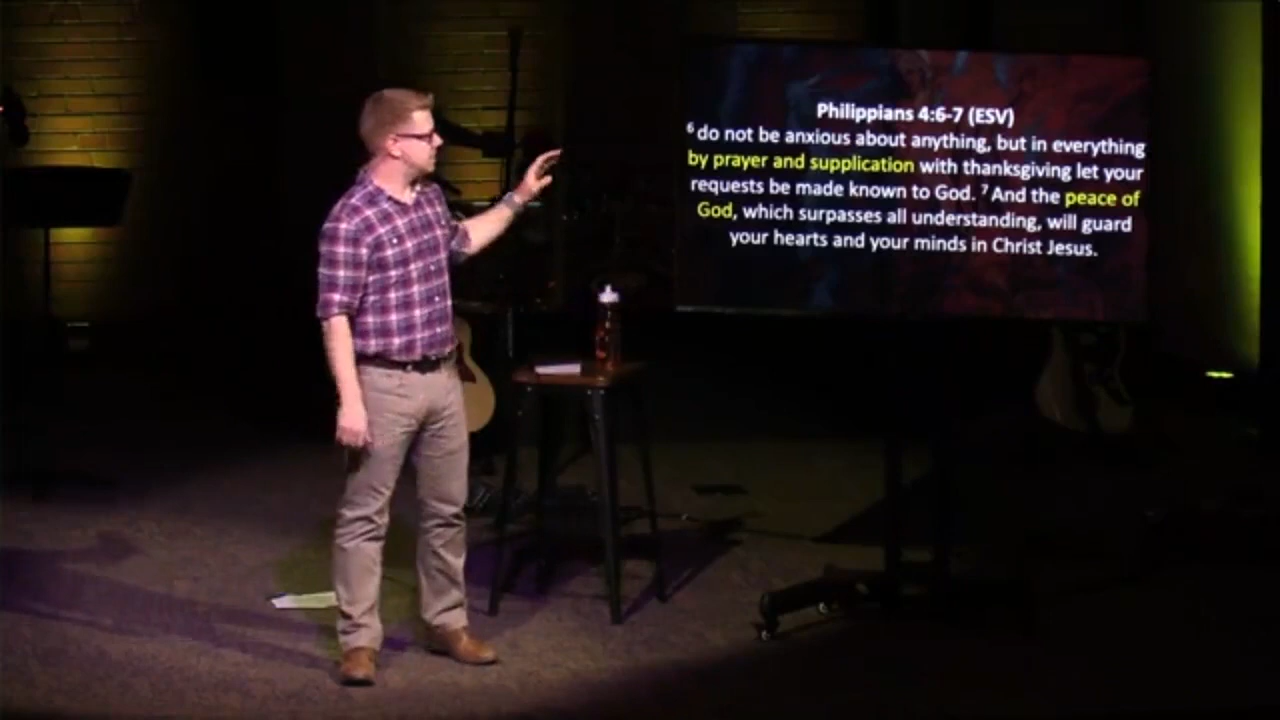 Philippians 4:6-7 (ESV)
6 do not be anxious about anything, but in everything
by prayer and supplication with thanksgiving let your
requests be made known to God. 7 And the peace of
God, which surpasses all understanding, will guard
your hearts and your minds in Christ Jesus.